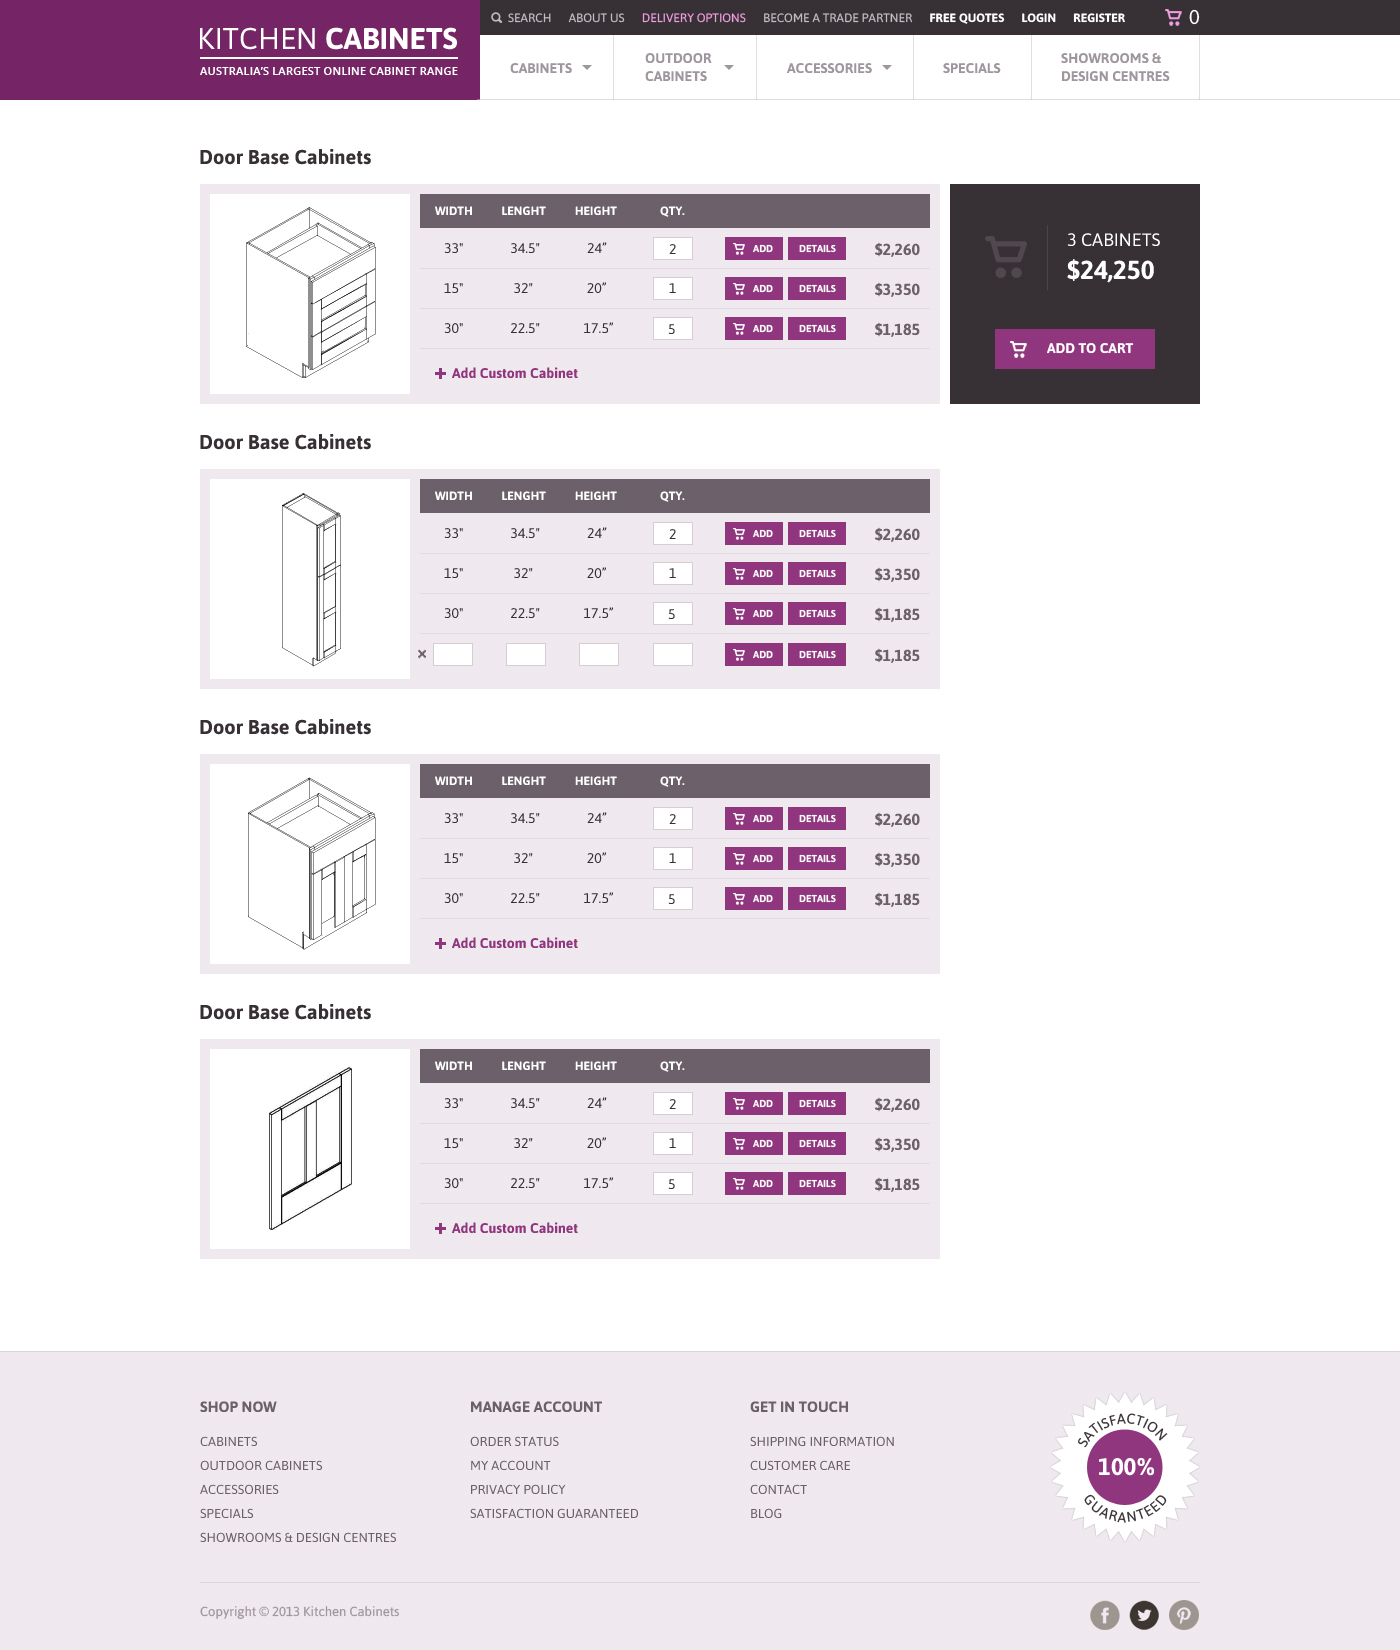 KITCHEN CABINETS
AUSTRALIA'S LARGEST ONLINE CABINET RANGE
SEARCH ABOUT US DELIVERY OPTIONS BECOME A TRADE PARTNER FREE QUOTES LOGIN REGISTER 0
CABINETS OUTDOOR CABINETS ACCESSORIES SPECIALS SHOWROOMS & DESIGN CENTRES
Door Base Cabinets
WIDTH LENGHT HEIGHT QTY.
33" 34.5" 24” 2 ADD DETAILS $2,260
15" 32" 20” 1 ADD DETAILS $3,350
30" 22.5" 17.5” 5 ADD DETAILS $1,185
+ Add Custom Cabinet
3 CABINETS
$24,250
ADD TO CART
Door Base Cabinets
WIDTH LENGHT HEIGHT QTY.
33" 34.5" 24” 2 ADD DETAILS $2,260
15" 32" 20” 1 ADD DETAILS $3,350
30" 22.5" 17.5” 5 ADD DETAILS $1,185
× ADD DETAILS $1,185
Door Base Cabinets
WIDTH LENGHT HEIGHT QTY.
33" 34.5" 24” 2 ADD DETAILS $2,260
15" 32" 20” 1 ADD DETAILS $3,350
30" 22.5" 17.5” 5 ADD DETAILS $1,185
+ Add Custom Cabinet
Door Base Cabinets
WIDTH LENGHT HEIGHT QTY.
33" 34.5" 24” 2 ADD DETAILS $2,260
15" 32" 20” 1 ADD DETAILS $3,350
30" 22.5" 17.5” 5 ADD DETAILS $1,185
+ Add Custom Cabinet
SHOP NOW
CABINETS
OUTDOOR CABINETS
ACCESSORIES
SPECIALS
SHOWROOMS & DESIGN CENTRES
MANAGE ACCOUNT
ORDER STATUS
MY ACCOUNT
PRIVACY POLICY
SATISFACTION GUARANTEED
GET IN TOUCH
SHIPPING INFORMATION
CUSTOMER CARE
CONTACT
BLOG
SATISFACTION
100%
GUARANTEED
Copyright © 2013 Kitchen Cabinets